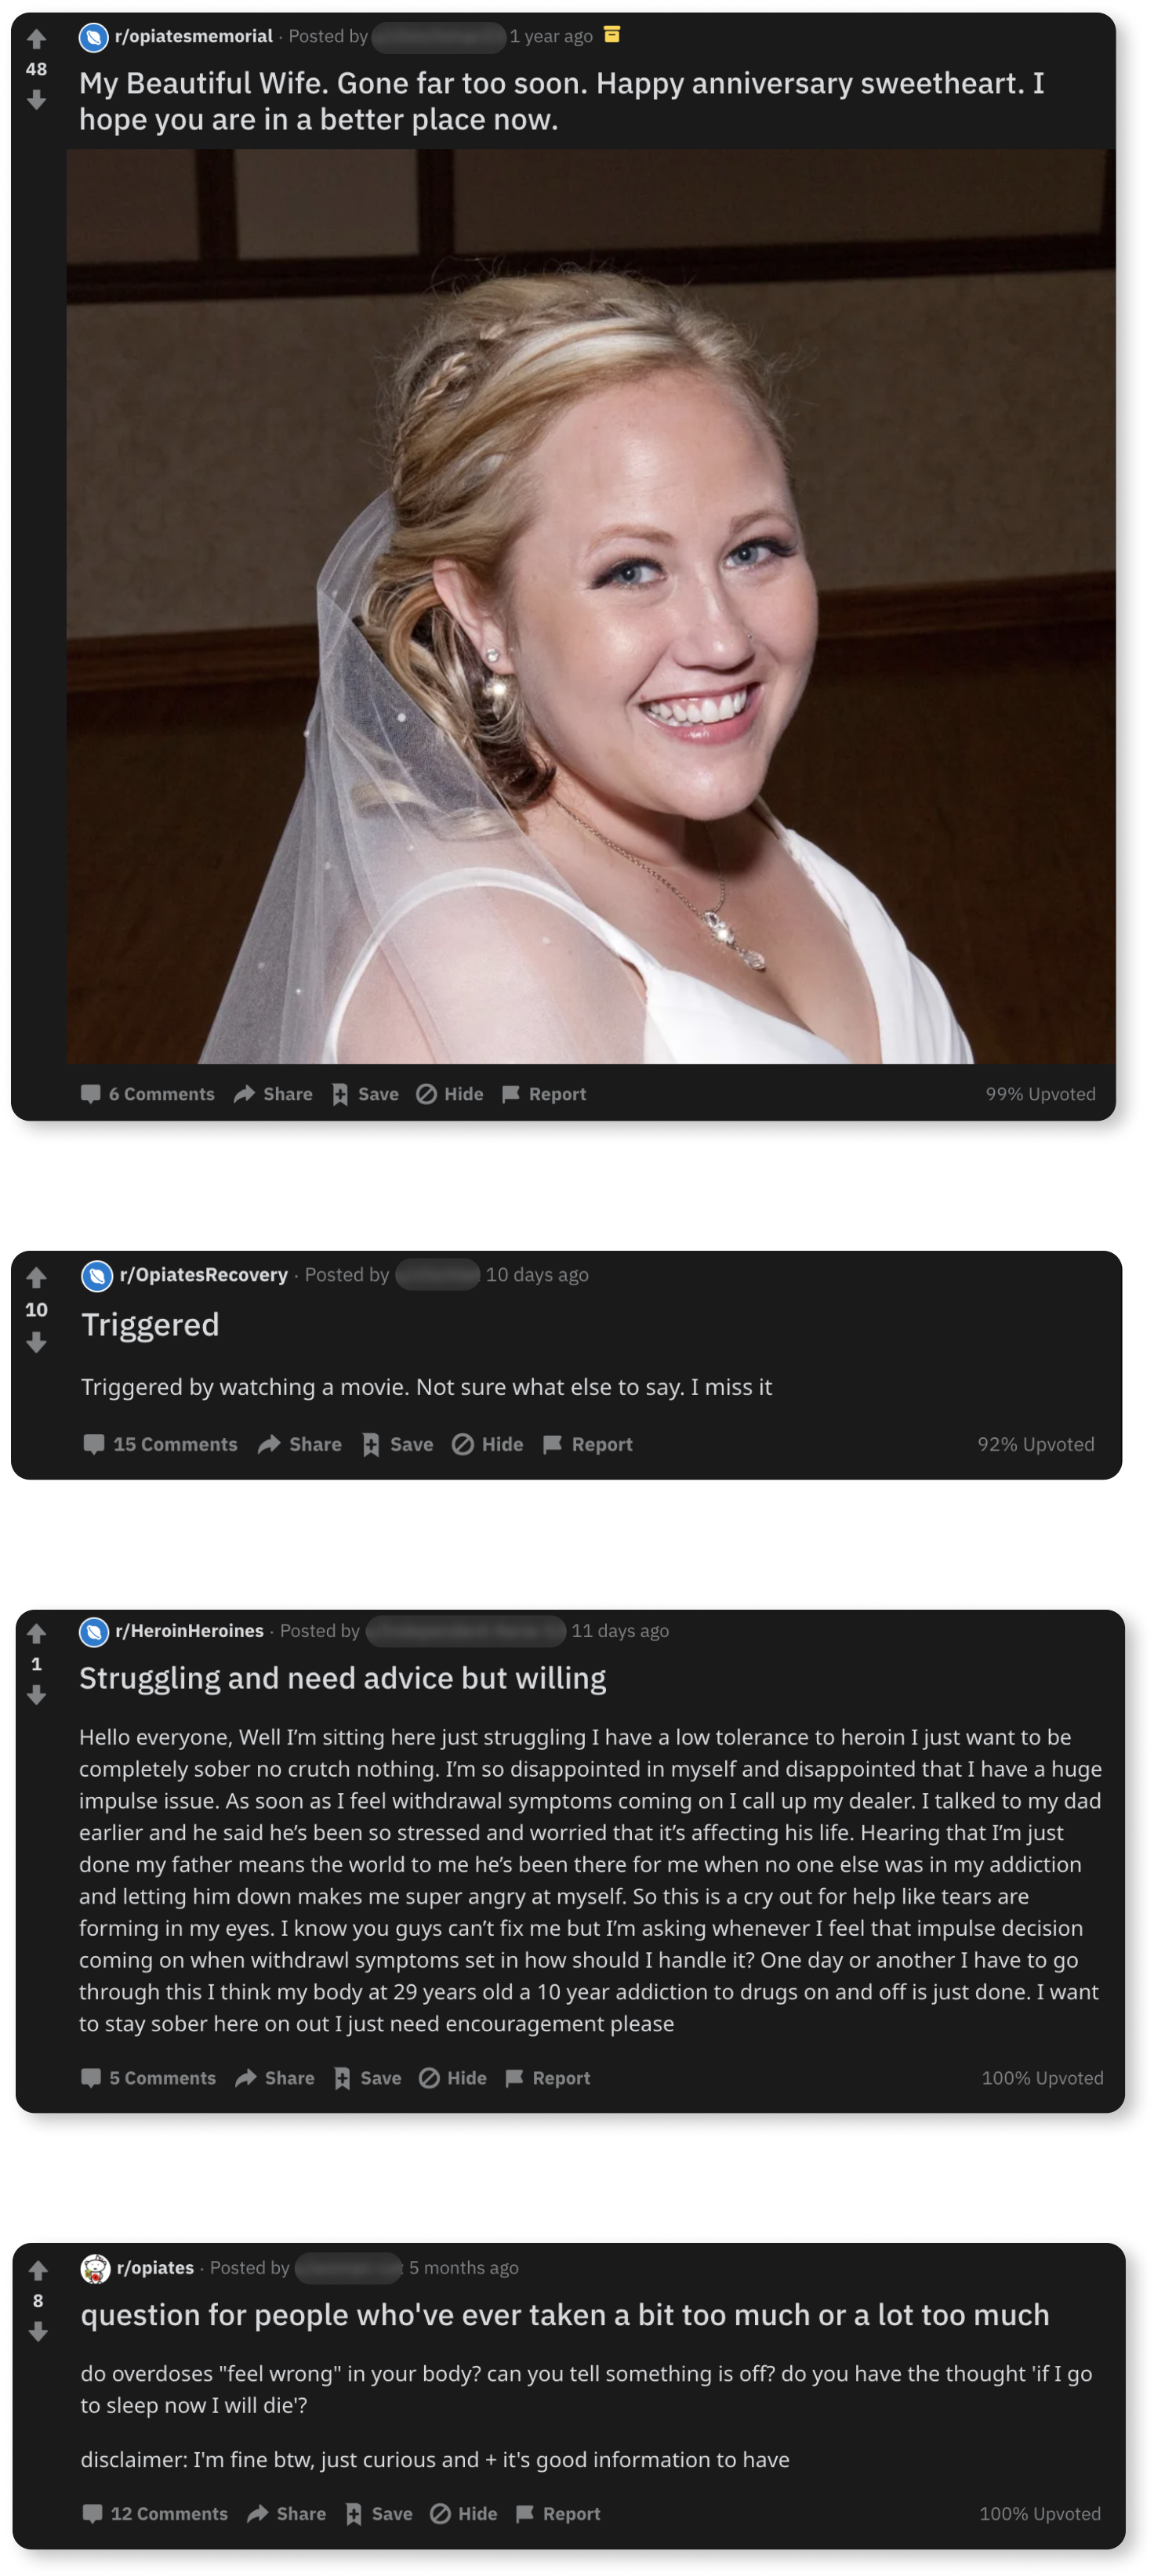 r/opiatesmemorial · Posted by 1 year ago
48
My Beautiful Wife. Gone far too soon. Happy anniversary sweetheart. I
hope you are in a better place now.
6 Comments Share Save Hide Report 99% Upvoted
r/OpiatesRecovery · Posted by 10 days ago
10
Triggered
Triggered by watching a movie. Not sure what else to say. I miss it
15 Comments Share Save Hide Report 92% Upvoted
r/HeroinHeroines · Posted by 11 days ago
1
Struggling and need advice but willing
Hello everyone, Well I’m sitting here just struggling I have a low tolerance to heroin I just want to be
completely sober no crutch nothing. I’m so disappointed in myself and disappointed that I have a huge
impulse issue. As soon as I feel withdrawal symptoms coming on I call up my dealer. I talked to my dad
earlier and he said he’s been so stressed and worried that it’s affecting his life. Hearing that I’m just
done my father means the world to me he’s been there for me when no one else was in my addiction
and letting him down makes me super angry at myself. So this is a cry out for help like tears are
forming in my eyes. I know you guys can’t fix me but I’m asking whenever I feel that impulse decision
coming on when withdrawl symptoms set in how should I handle it? One day or another I have to go
through this I think my body at 29 years old a 10 year addiction to drugs on and off is just done. I want
to stay sober here on out I just need encouragement please
5 Comments Share Save Hide Report 100% Upvoted
r/opiates · Posted by 5 months ago
8
question for people who've ever taken a bit too much or a lot too much
do overdoses "feel wrong" in your body? can you tell something is off? do you have the thought 'if I go
to sleep now I will die'?
disclaimer: I'm fine btw, just curious and + it's good information to have
12 Comments Share Save Hide Report 100% Upvoted